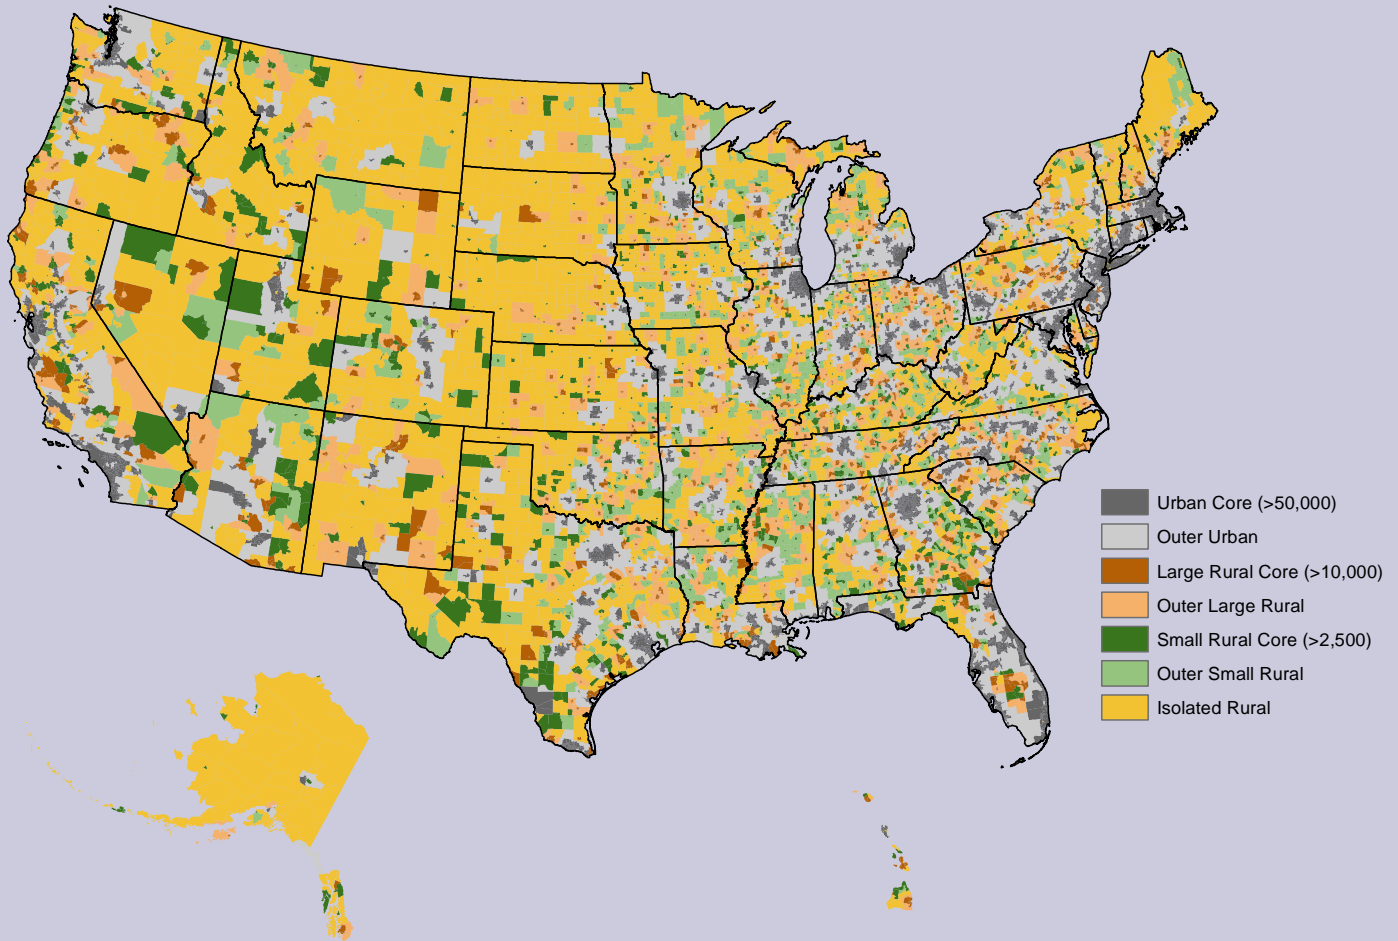 Urban Core (>50,000)
Outer Urban
Large Rural Core (>10,000)
Outer Large Rural
Small Rural Core (>2,500)
Outer Small Rural
Isolated Rural